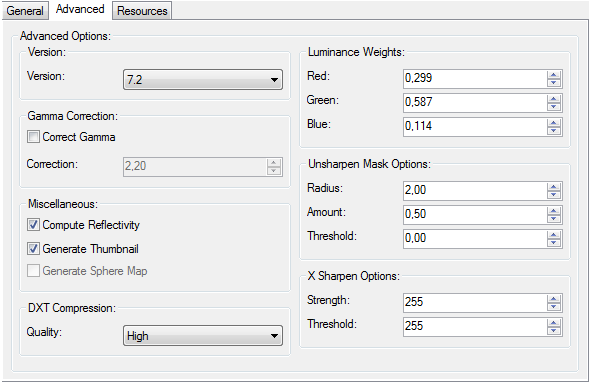 General Advanced Resources
Advanced Options:
Version:
Version: 7.2
Gamma Correction:
Correct Gamma
Correction: 2,20
Miscellaneous:
Compute Reflectivity
Generate Thumbnail
Generate Sphere Map
DXT Compression:
Quality: High
Luminance Weights:
Red: 0,299
Green: 0,587
Blue: 0,114
Unsharpen Mask Options:
Radius: 2,00
Amount: 0,50
Threshold: 0,00
X Sharpen Options:
Strength: 255
Threshold: 255